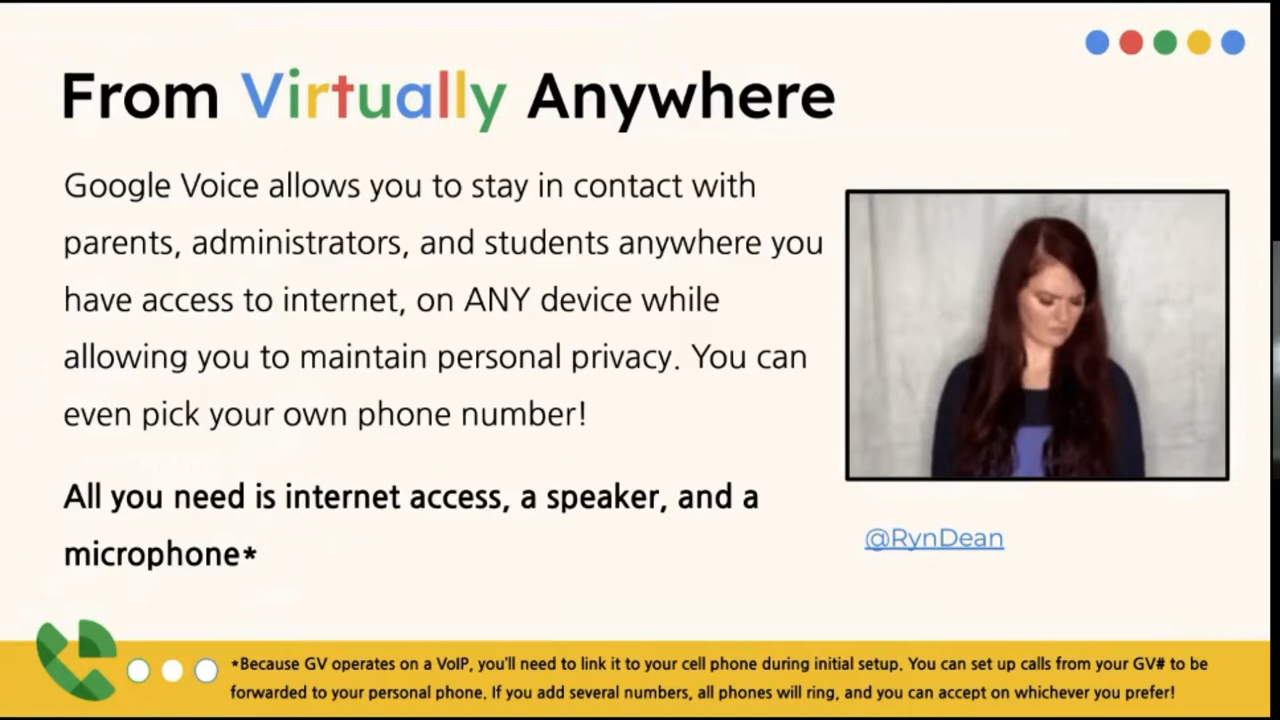 From Virtually Anywhere
Google Voice allows you to stay in contact with
parents, administrators, and students anywhere you
have access to internet, on ANY device while
allowing you to maintain personal privacy. You can
even pick your own phone number!
All you need is internet access, a speaker, and a
microphone*
@RynDean
*Because GV operates on a VoIP, you'll need to link it to your cell phone during initial setup. You can set up calls from your GV# to be
forwarded to your personal phone. If you add several numbers, all phones will ring, and you can accept on whichever you prefer!